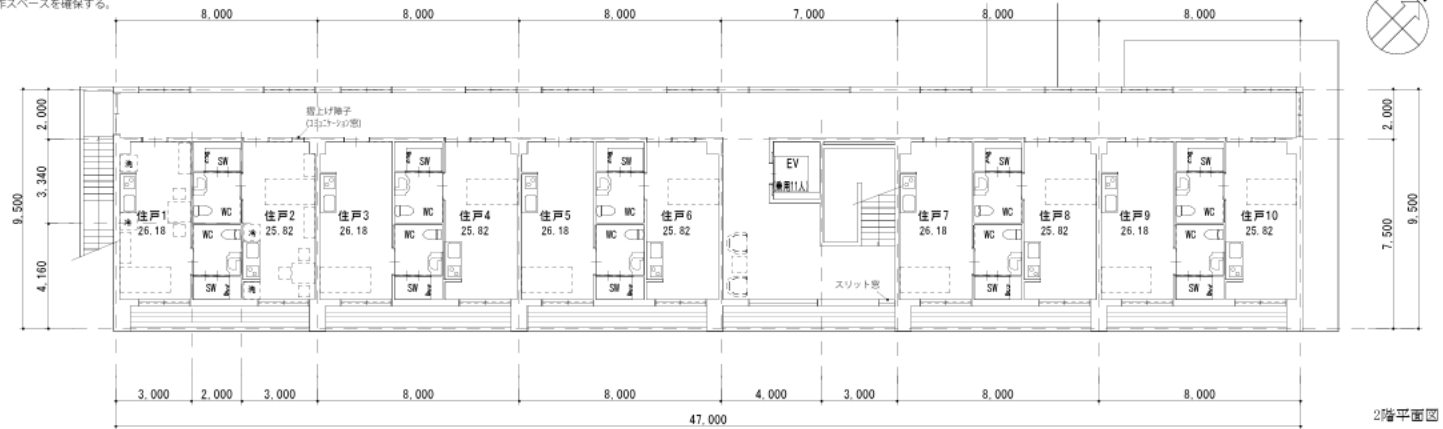 作スペースを確保する。
8,000 8,000 8,000 7,000 8,000 8,000
2,000
3,340
4,160
9,500
摺上げ障子
(コミュニケーション窓)
洗 SW SW SW SW SW
EV
乗用11人
冷 WC WC WC WC WC
住戸1 住戸2 住戸3 住戸4 住戸5 住戸6 住戸7 住戸8 住戸9 住戸10
26.18 25.82 26.18 25.82 26.18 25.82 26.18 25.82 26.18 25.82
WC 冷 WC WC WC WC
SW 洗 SW SW SW SW
スリット窓
2,000
7,500
9,500
3,000 2,000 3,000 8,000 8,000 4,000 3,000 8,000 8,000
47,000
2階平面図